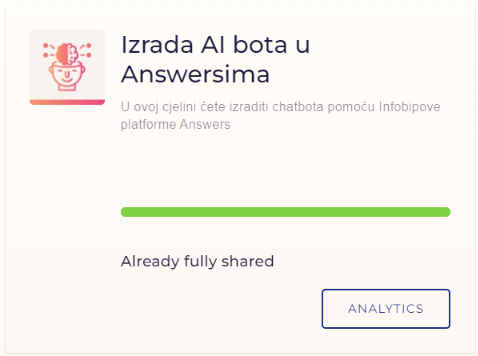 Izrada AI bota u
Answersima
U ovoj cjelini ćete izraditi chatbota pomoću Infobipove
platforme Answers
Already fully shared
ANALYTICS